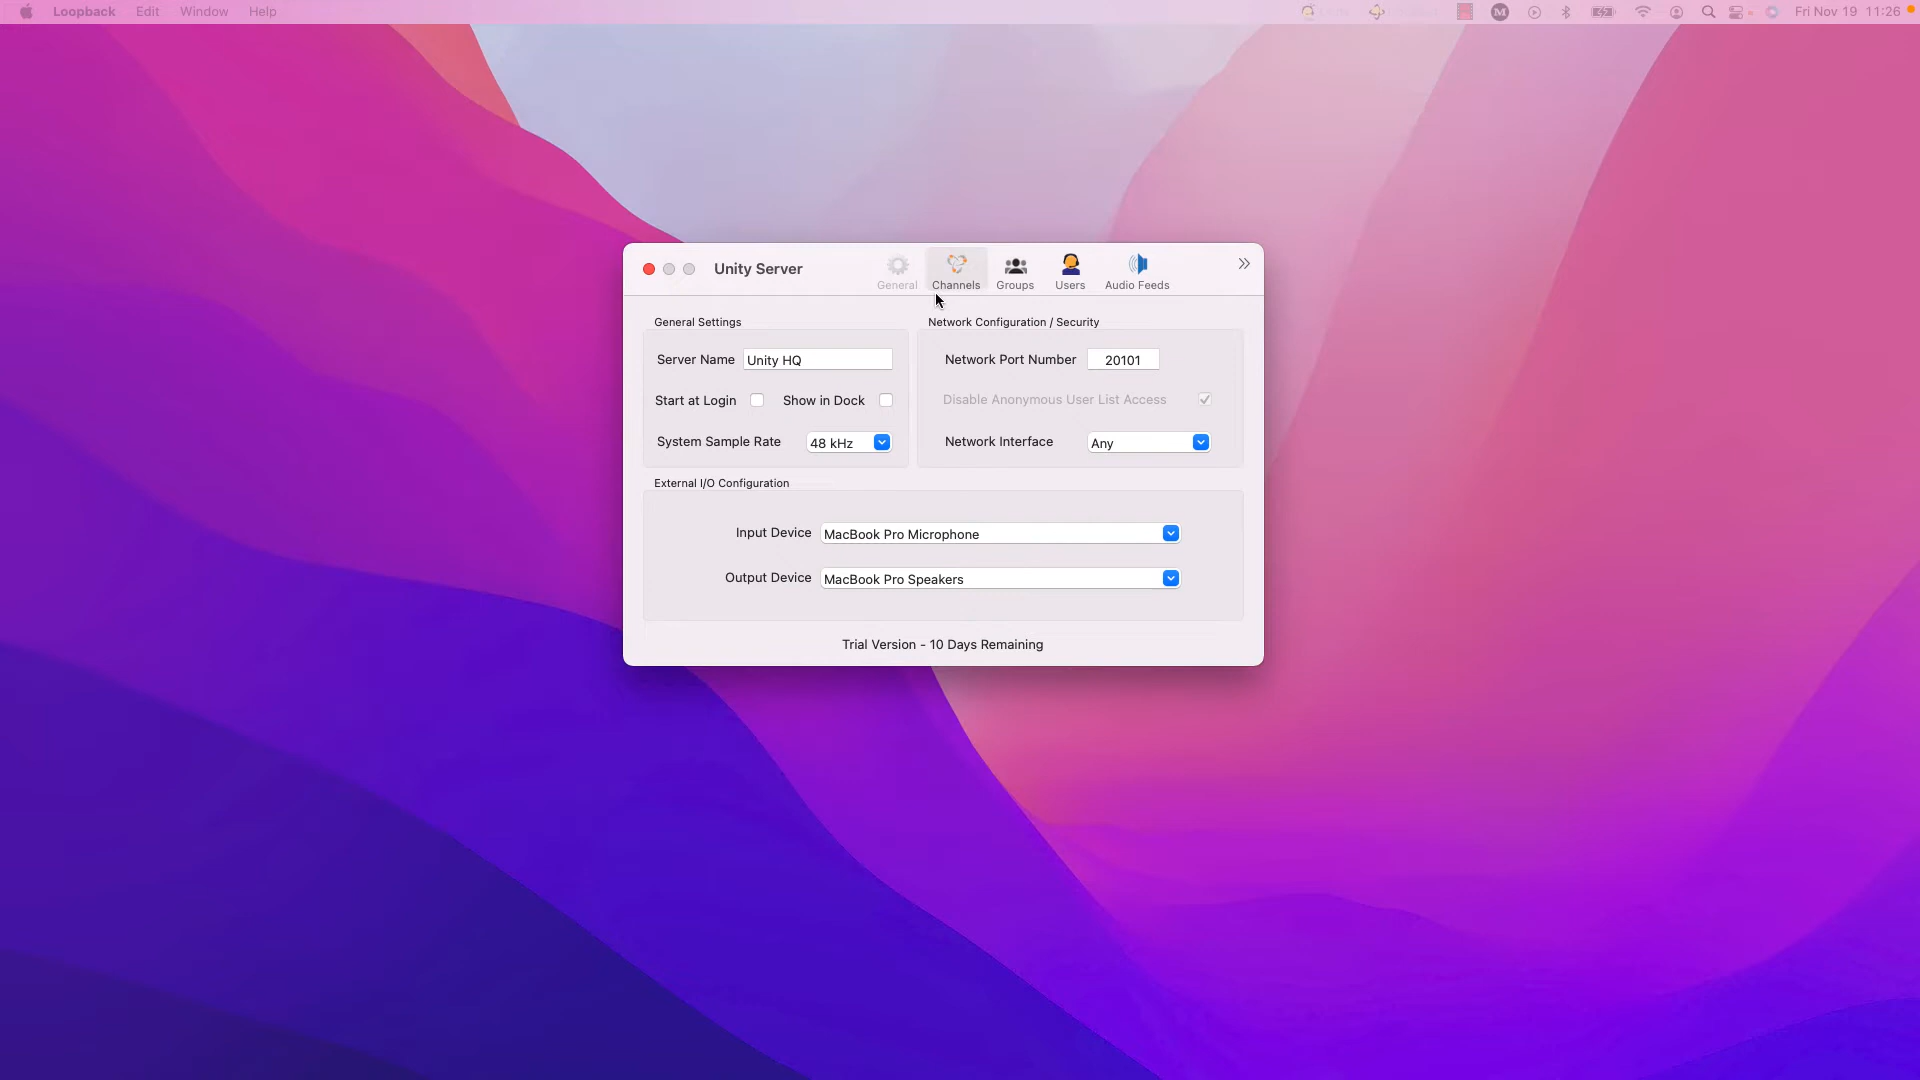 Loopback Edit Window Help Fri Nov 19 11:26
Unity Server General Channels Groups Users Audio Feeds
General Settings
Server Name Unity HQ
Start at Login Show in Dock
System Sample Rate 48 kHz
Network Configuration / Security
Network Port Number 20101
Disable Anonymous User List Access
Network Interface Any
External I/O Configuration
Input Device MacBook Pro Microphone
Output Device MacBook Pro Speakers
Trial Version - 10 Days Remaining